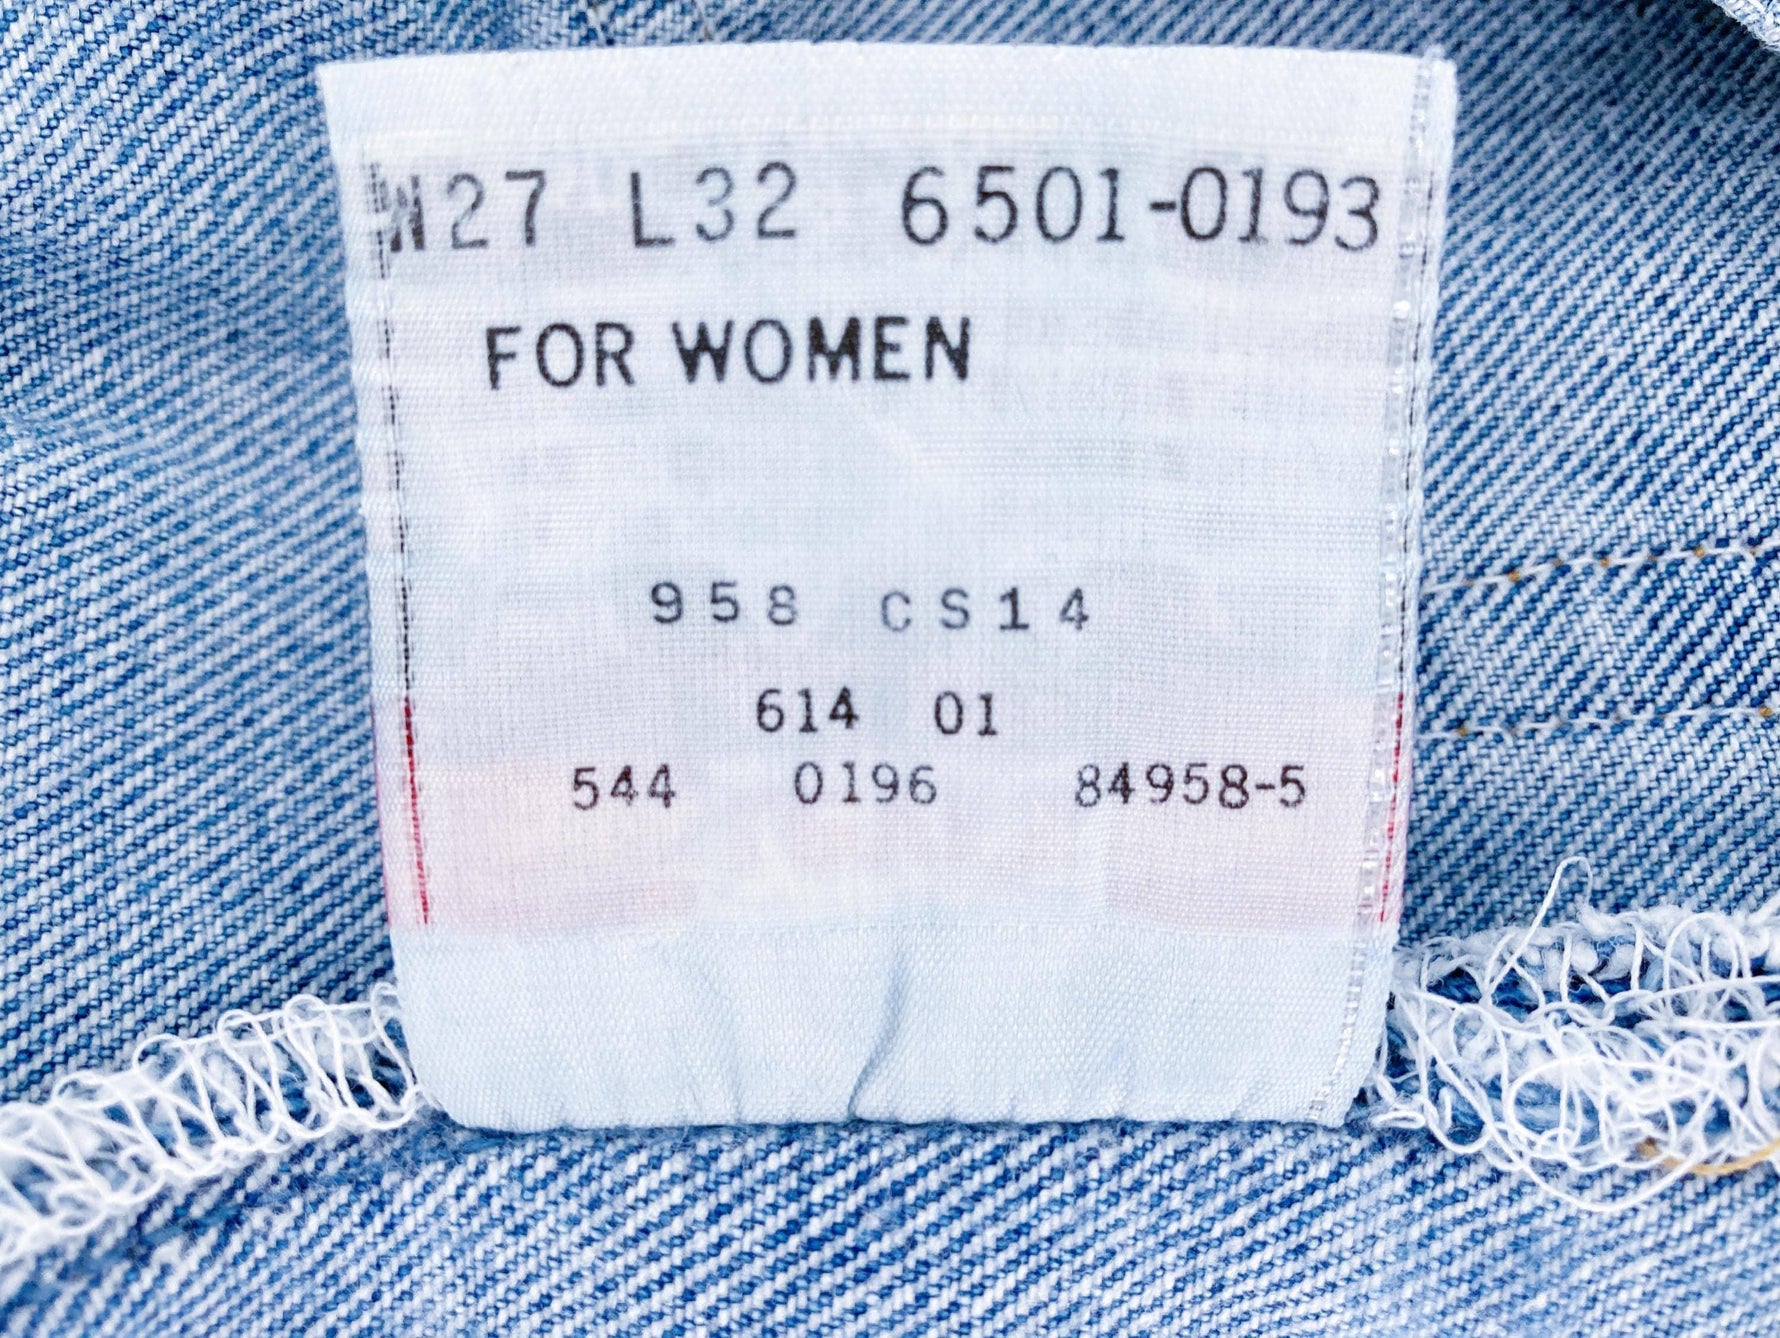 W27 L32 6501-0193
FOR WOMEN
958 CS14
614 01
544 0196 84958-5